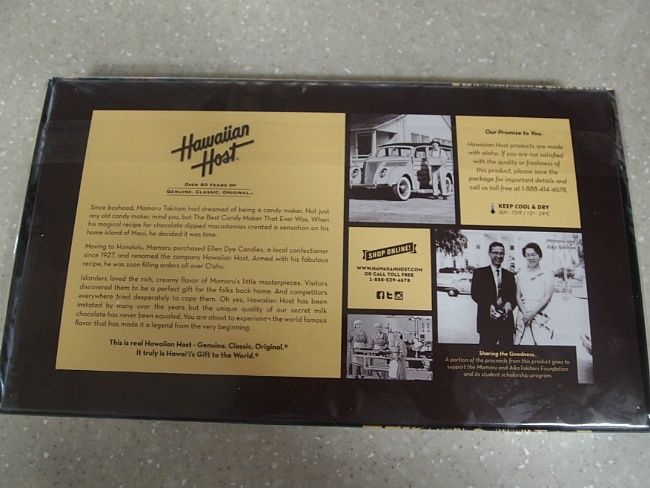 Hawaiian
Host®
OVER 80 YEARS OF
GENUINE. CLASSIC. ORIGINAL.
Since boyhood, Mamoru Takitani had dreamed of being a candy maker. Not just
any old candy maker, mind you, but The Best Candy Maker That Ever Was. When
his magical recipe for chocolate-dipped macadamias created a sensation on his
home island of Maui, he decided it was time.
Moving to Honolulu, Mamoru purchased Ellen Dye Candies, a local confectioner
since 1927, and renamed the company Hawaiian Host. Armed with his fabulous
recipe, he was soon filling orders all over O'ahu.
Islanders loved the rich, creamy flavor of Mamoru's little masterpieces. Visitors
discovered them to be a perfect gift for the folks back home. And competitors
everywhere tried desperately to copy them. Oh yes, Hawaiian Host has been
imitated by many over the years but the unique quality of our secret milk
chocolate has never been equaled. You are about to experience the world famous
flavor that has made it a legend from the very beginning.
This is real Hawaiian Host - Genuine. Classic. Original.®
It truly is Hawai'i's Gift to the World.®
Our Promise to You.
Hawaiian Host products are made
with aloha. If you are not satisfied
with the quality or freshness of
this product, please save the
package for important details and
call us toll-free at 1-888-414-4678.
KEEP COOL & DRY
60°- 75°F / 15°- 24°C
SHOP ONLINE!
WWW.HAWAIIANHOST.COM
OR CALL TOLL FREE
1-888-529-4678
Mamoru and
Aiko Takitani
Sharing the Goodness.
A portion of the proceeds from this product goes to
support the Mamoru and Aiko Takitani Foundation
and its student scholarship program.